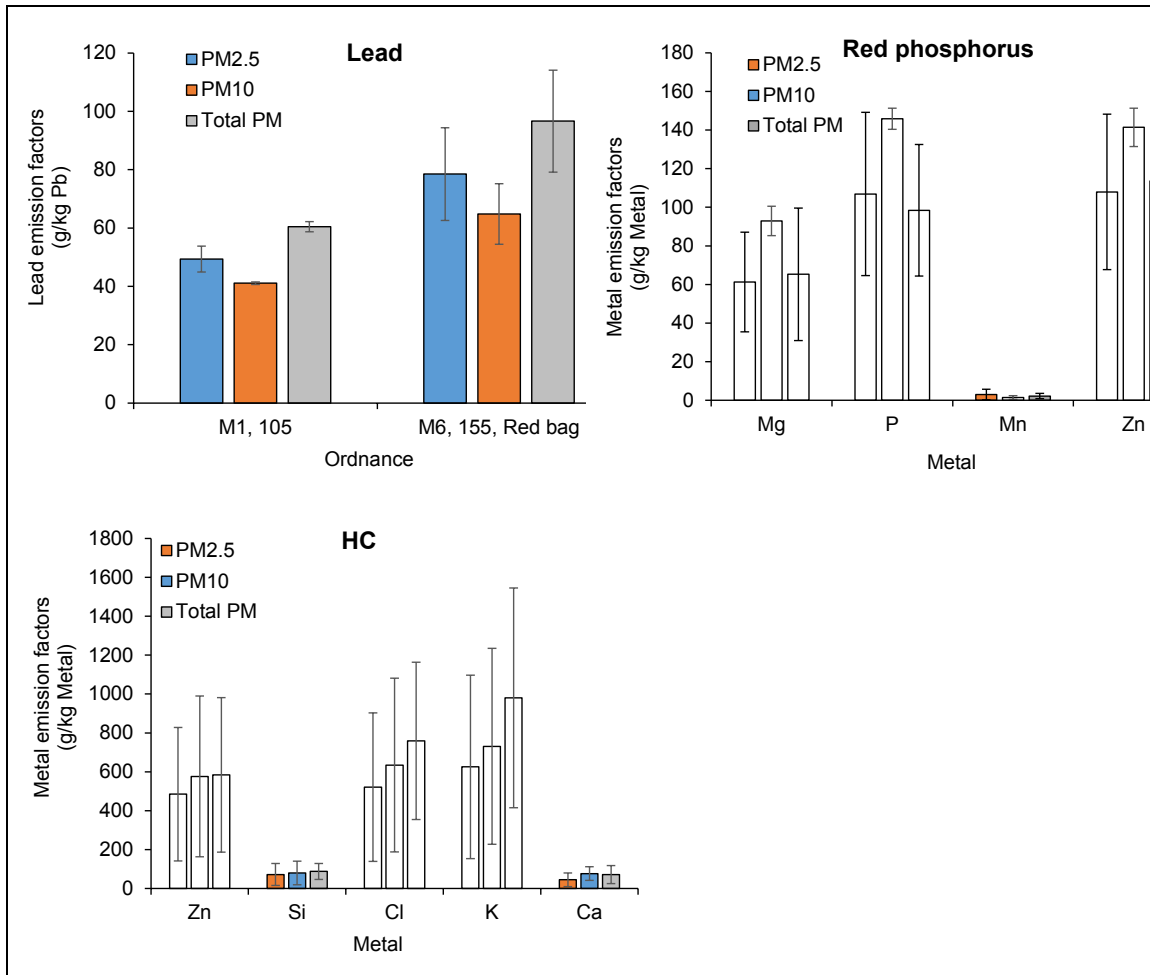 Lead
PM2.5
PM10
Total PM
120
100
80
60
40
20
0
Lead emission factors
(g/kg Pb)
M1, 105
M6, 155, Red bag
Ordnance
Red phosphorus
PM2.5
PM10
Total PM
180
160
140
120
100
80
60
40
20
0
Metal emission factors
(g/kg Metal)
Mg
P
Mn
Zn
Metal
HC
PM2.5
PM10
Total PM
1800
1600
1400
1200
1000
800
600
400
200
0
Metal emission factors
(g/kg Metal)
Zn
Si
Cl
K
Ca
Metal